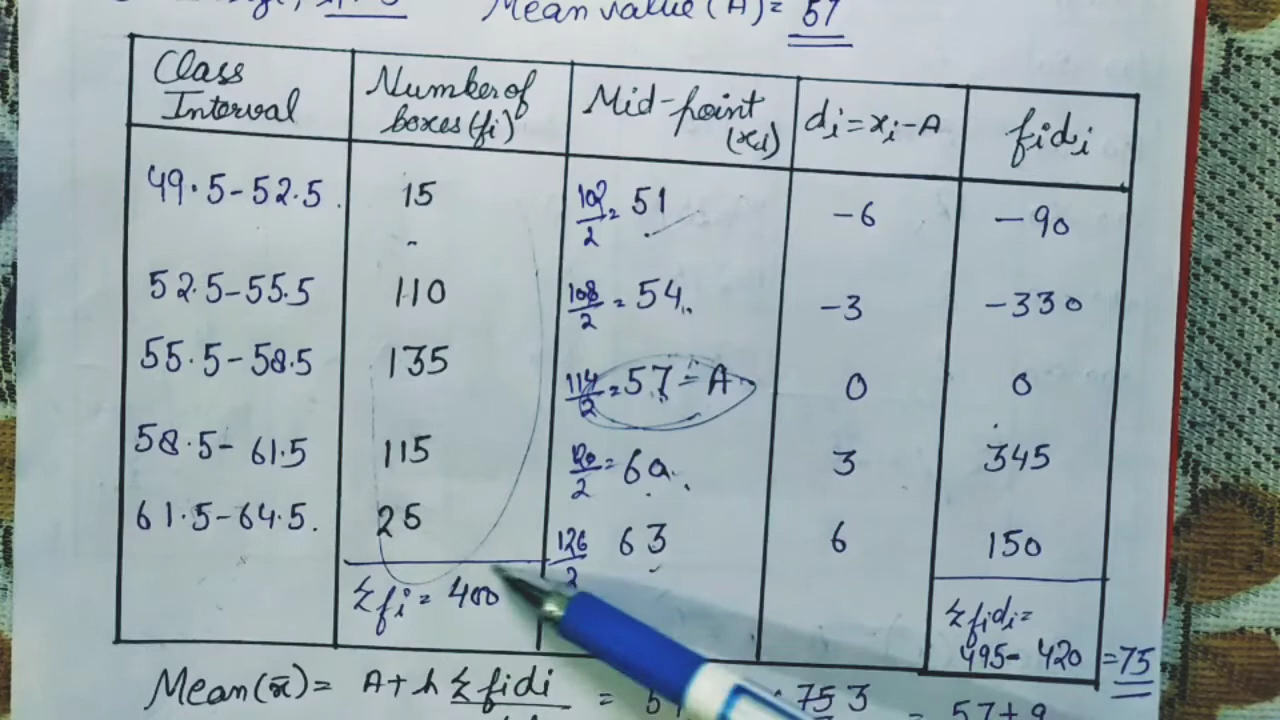 Mean value (A) = 57
Class Interval | Number of boxes (fi) | Mid-point (xi) | di = xi - A | fidi
49.5-52.5 | 15 | 102/2 = 51 | -6 | -90
52.5-55.5 | 110 | 108/2 = 54 | -3 | -330
55.5-58.5 | 135 | 114/2 = 57 = A | 0 | 0
58.5-61.5 | 115 | 120/2 = 60 | 3 | 345
61.5-64.5 | 25 | 126/2 63 | 6 | 150
Σfi = 400 | Σfidi = 495-420 = 75
Mean (x̄) = A + h Σfidi =